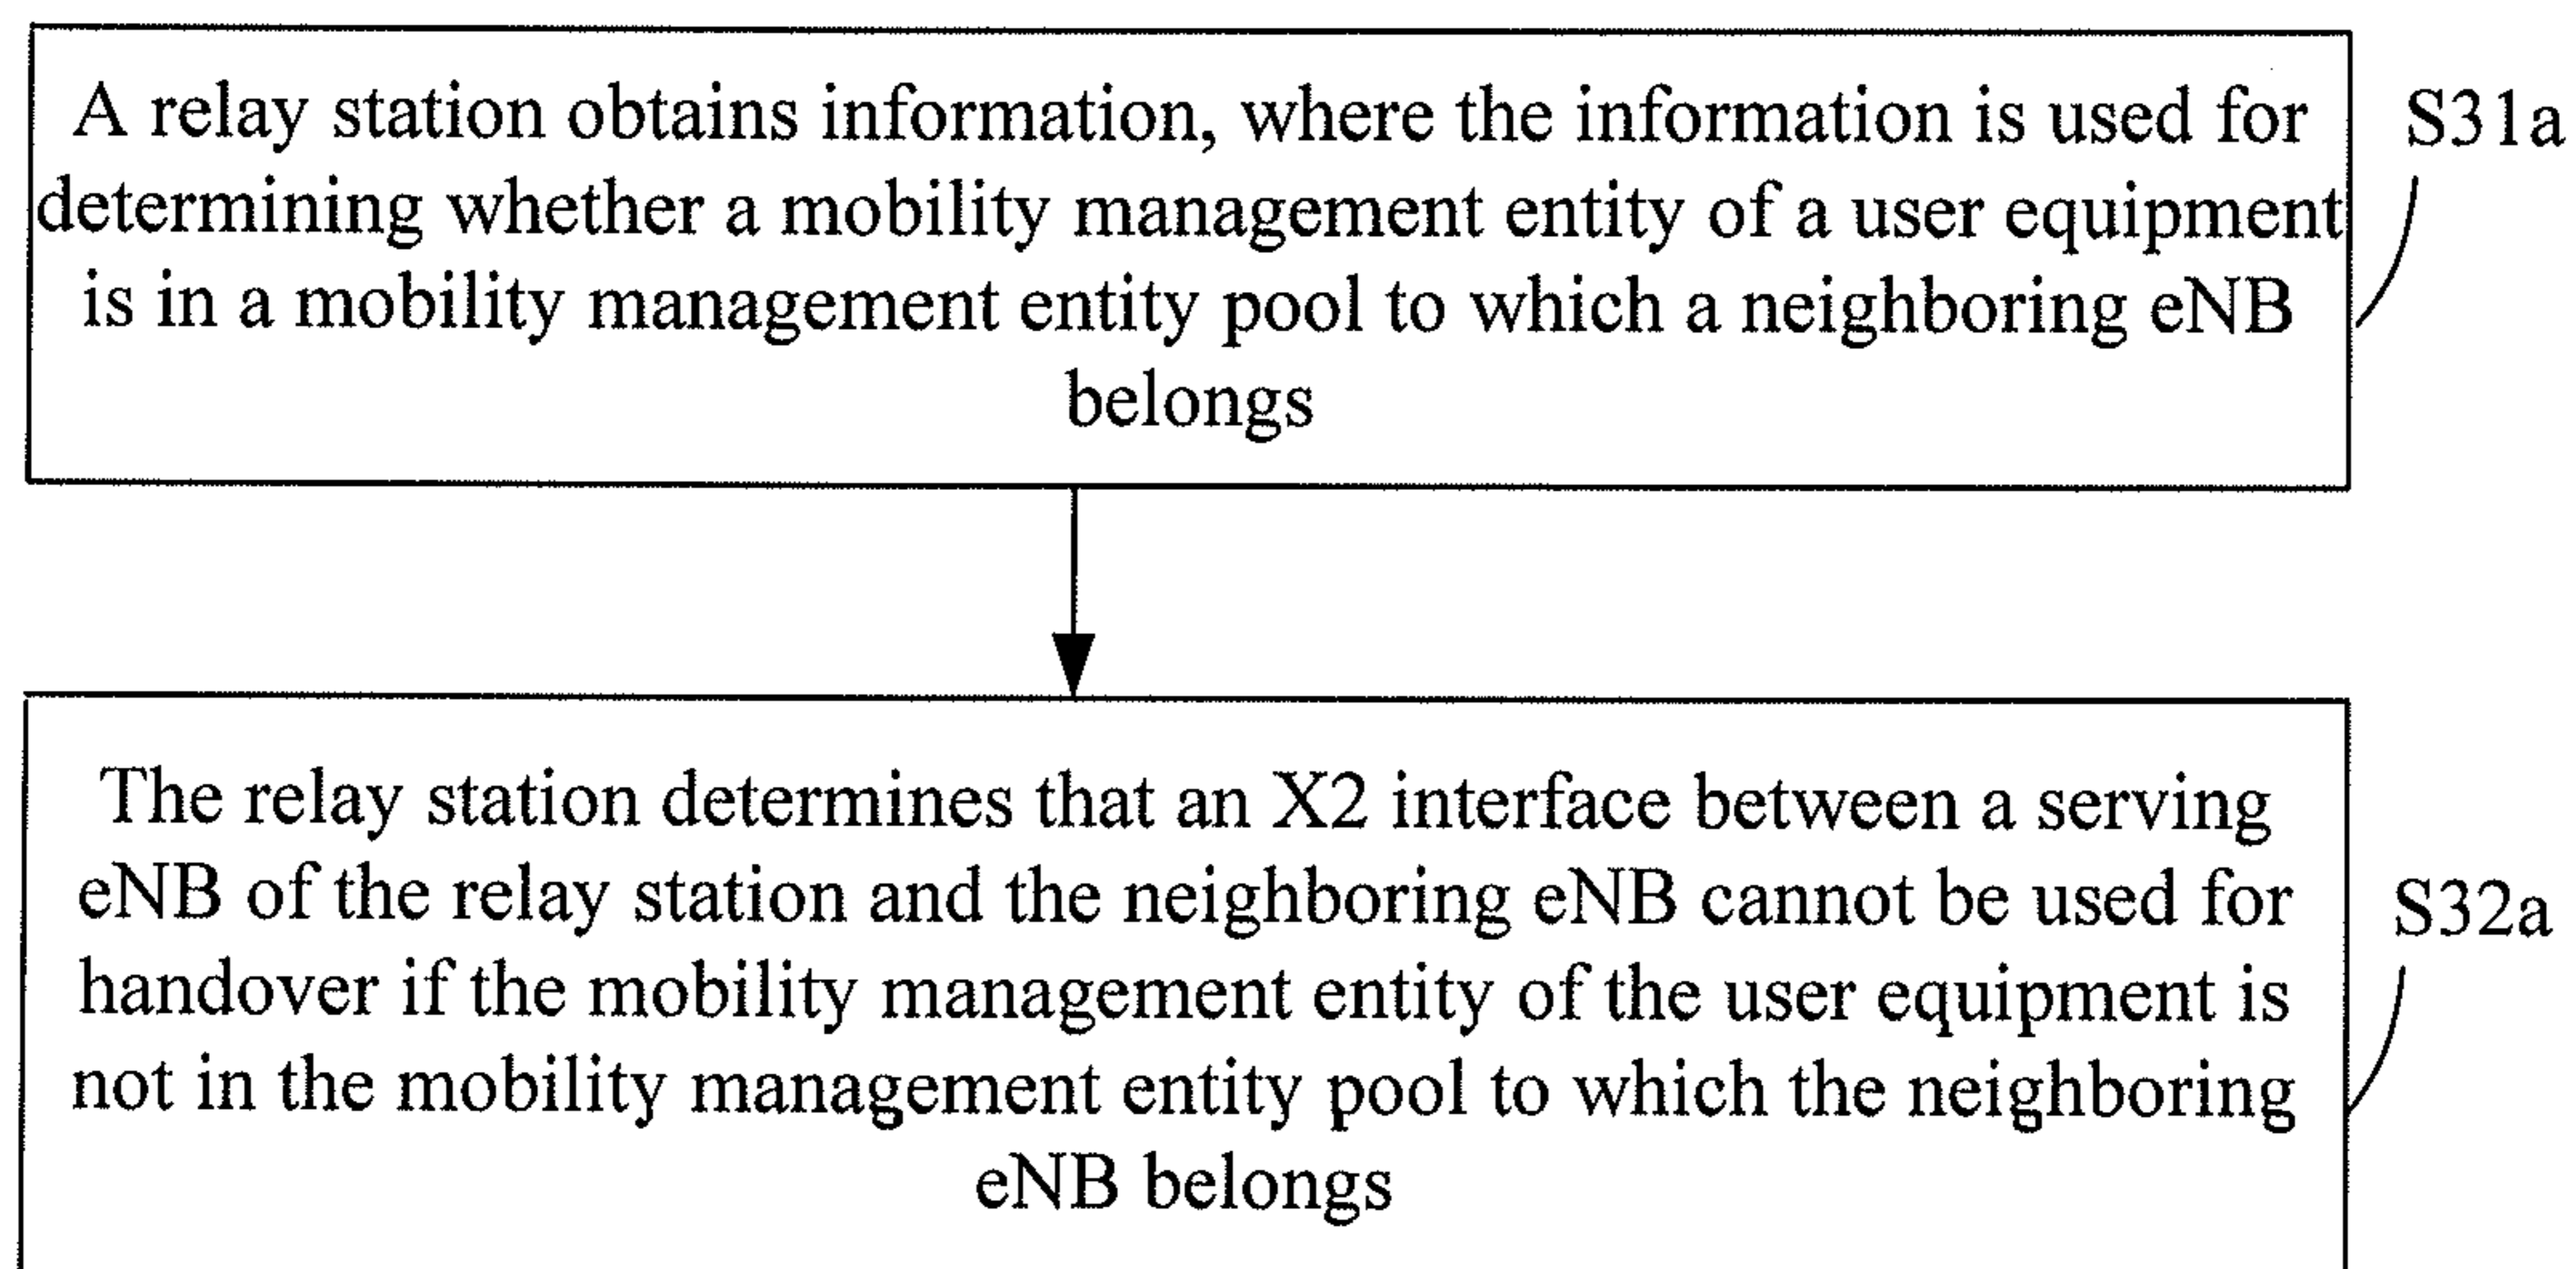 A relay station obtains information, where the information is used for
S31a
determining whether a mobility management entity of a user equipment
is in a mobility management entity pool to which a neighboring eNB
belongs
The relay station determines that an X2 interface between a serving
eNB of the relay station and the neighboring eNB cannot be used for
S32a
handover if the mobility management entity of the user equipment is
not in the mobility management entity pool to which the neighboring
eNB belongs